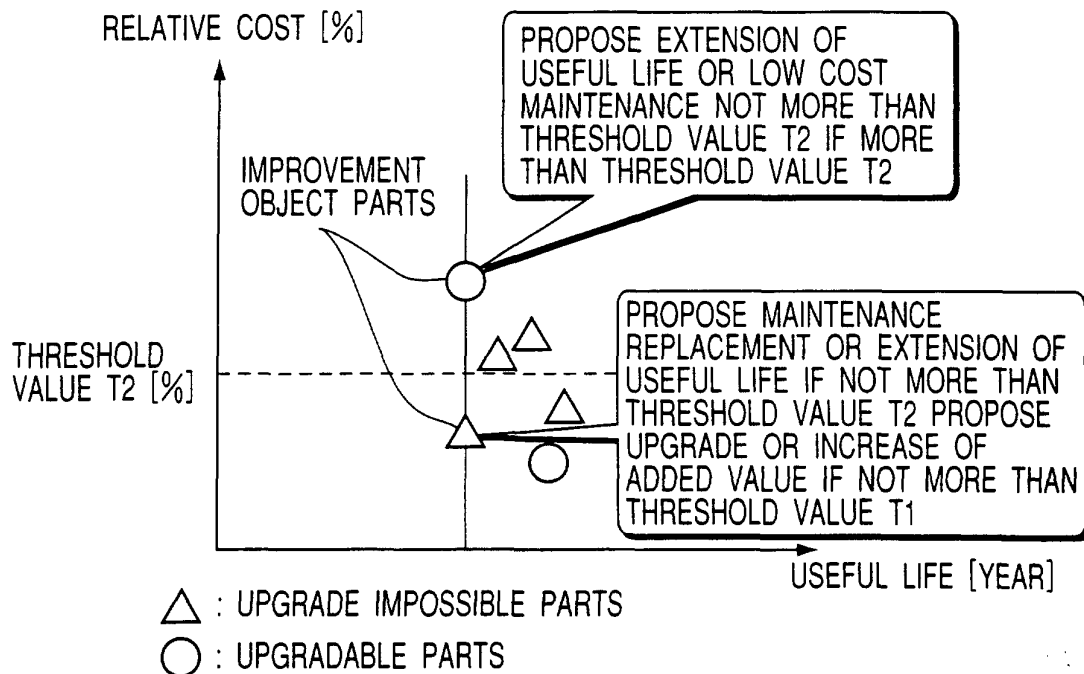 RELATIVE COST [%]
PROPOSE EXTENSION OF
USEFUL LIFE OR LOW COST
MAINTENANCE NOT MORE THAN
THRESHOLD VALUE T2 IF MORE
THAN THRESHOLD VALUE T2
IMPROVEMENT
OBJECT PARTS
THRESHOLD
VALUE T2 [%]
PROPOSE MAINTENANCE
REPLACEMENT OR EXTENSION OF
USEFUL LIFE IF NOT MORE THAN
THRESHOLD VALUE T2 PROPOSE
UPGRADE OR INCREASE OF
ADDED VALUE IF NOT MORE THAN
THRESHOLD VALUE T1
USEFUL LIFE [YEAR]
△ : UPGRADE IMPOSSIBLE PARTS
○ : UPGRADABLE PARTS